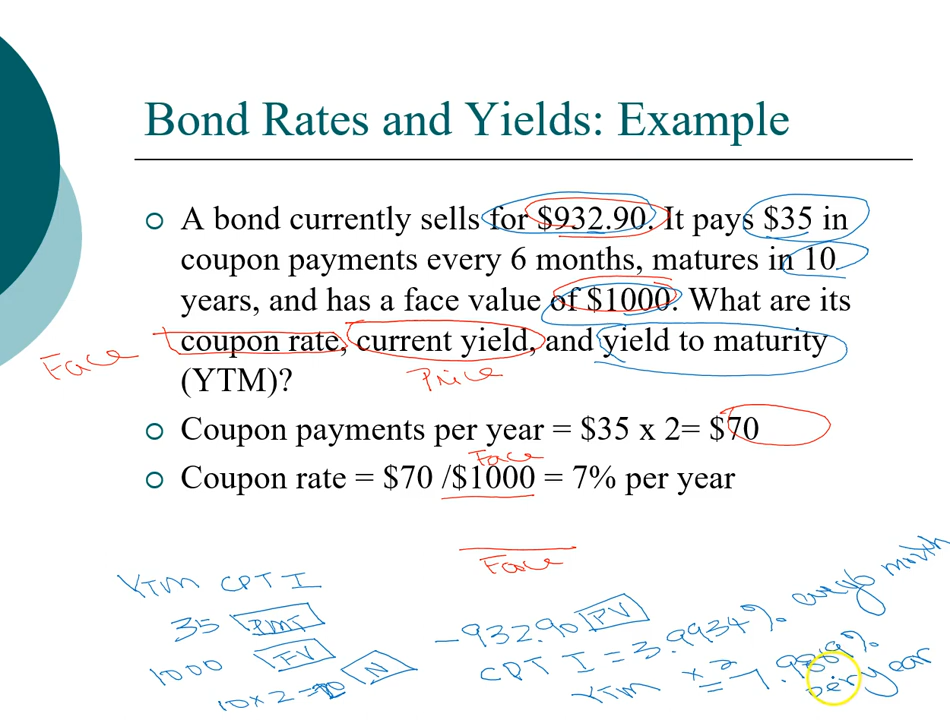 Bond Rates and Yields: Example
A bond currently sells for $932.90. It pays $35 in
coupon payments every 6 months, matures in 10
years, and has a face value of $1000. What are its
coupon rate, current yield, and yield to maturity
Face
(YTM)?
Price
Coupon payments per year = $35 x 2= $70
Face
Coupon rate = $70 /$1000 = 7% per year
Face
YTM CPT I
35 PMT
1000 FV
10x2= N
-932.90 PV
CPT I = 3.9934% every 6 month
x2
YTM = 7.9869%
per year